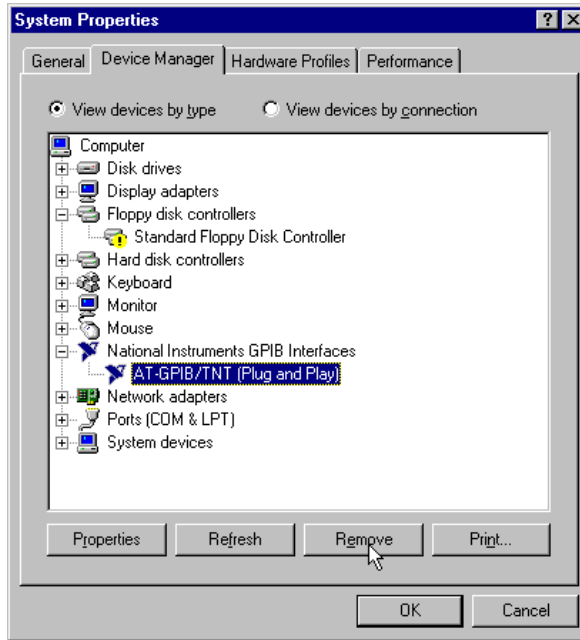 System Properties
General Device Manager Hardware Profiles Performance
View devices by type View devices by connection
Computer
Disk drives
Display adapters
Floppy disk controllers
Standard Floppy Disk Controller
Hard disk controllers
Keyboard
Monitor
Mouse
National Instruments GPIB Interfaces
AT-GPIB/TNT (Plug and Play)
Network adapters
Ports (COM & LPT)
System devices
Properties Refresh Remove Print...
OK Cancel